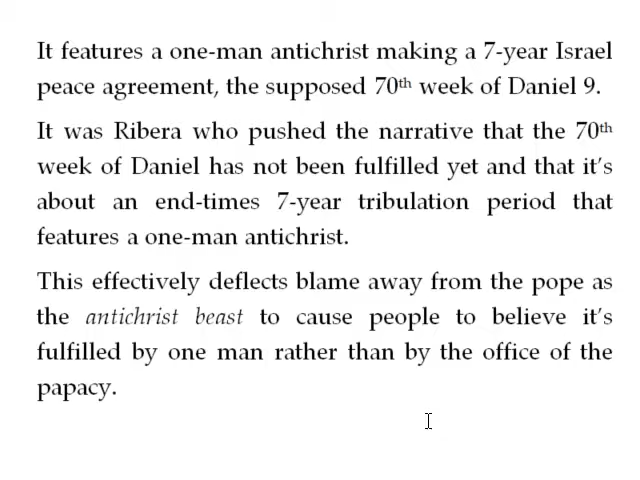 It features a one-man antichrist making a 7-year Israel
peace agreement, the supposed 70th week of Daniel 9.
It was Ribera who pushed the narrative that the 70th
week of Daniel has not been fulfilled yet and that it's
about an end-times 7-year tribulation period that
features a one-man antichrist.
This effectively deflects blame away from the pope as
the antichrist beast to cause people to believe it's
fulfilled by one man rather than by the office of the
papacy.